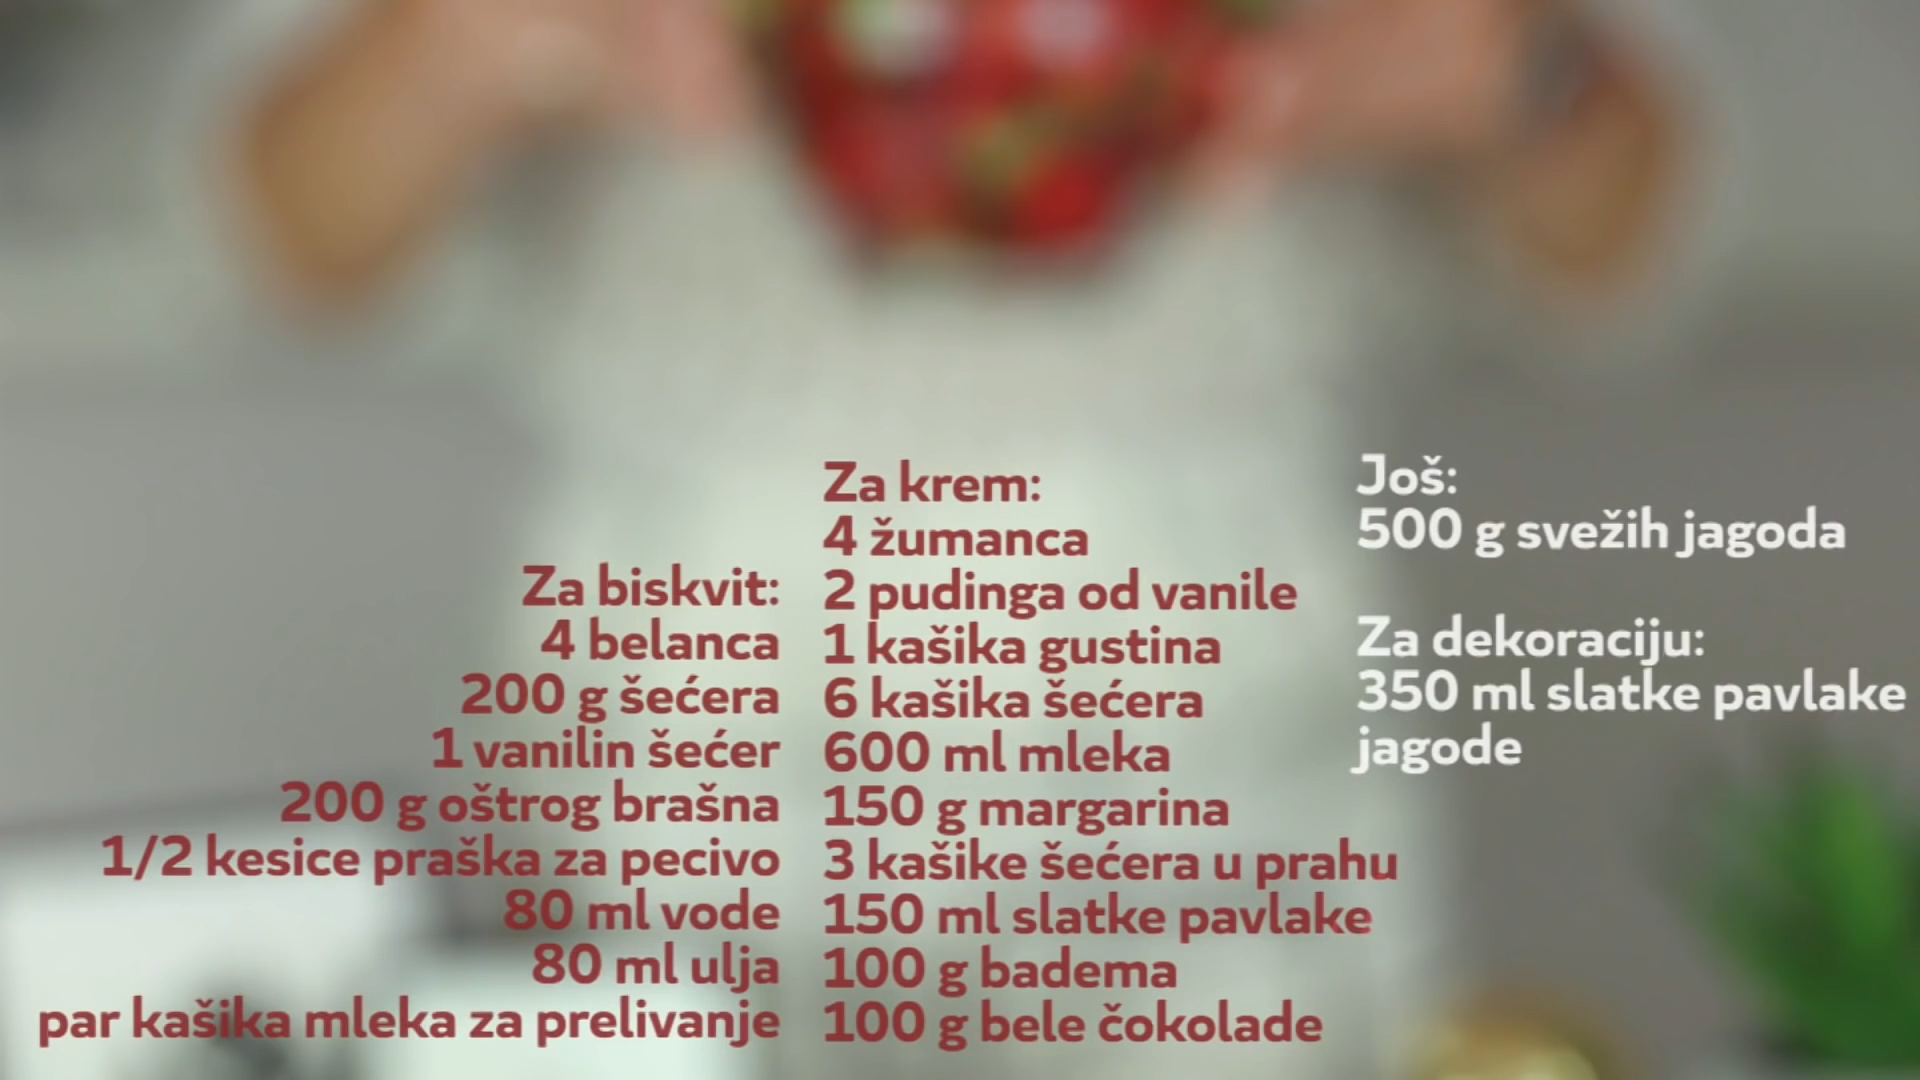 Za biskvit:
4 belanca
200 g šećera
1 vanilin šećer
200 g oštrog brašna
1/2 kesice praška za pecivo
80 ml vode
80 ml ulja
par kašika mleka za prelivanje
Za krem:
4 žumanca
2 pudinga od vanile
1 kašika gustina
6 kašika šećera
600 ml mleka
150 g margarina
3 kašike šećera u prahu
150 ml slatke pavlake
100 g badema
100 g bele čokolade
Još:
500 g svežih jagoda
Za dekoraciju:
350 ml slatke pavlake
jagode